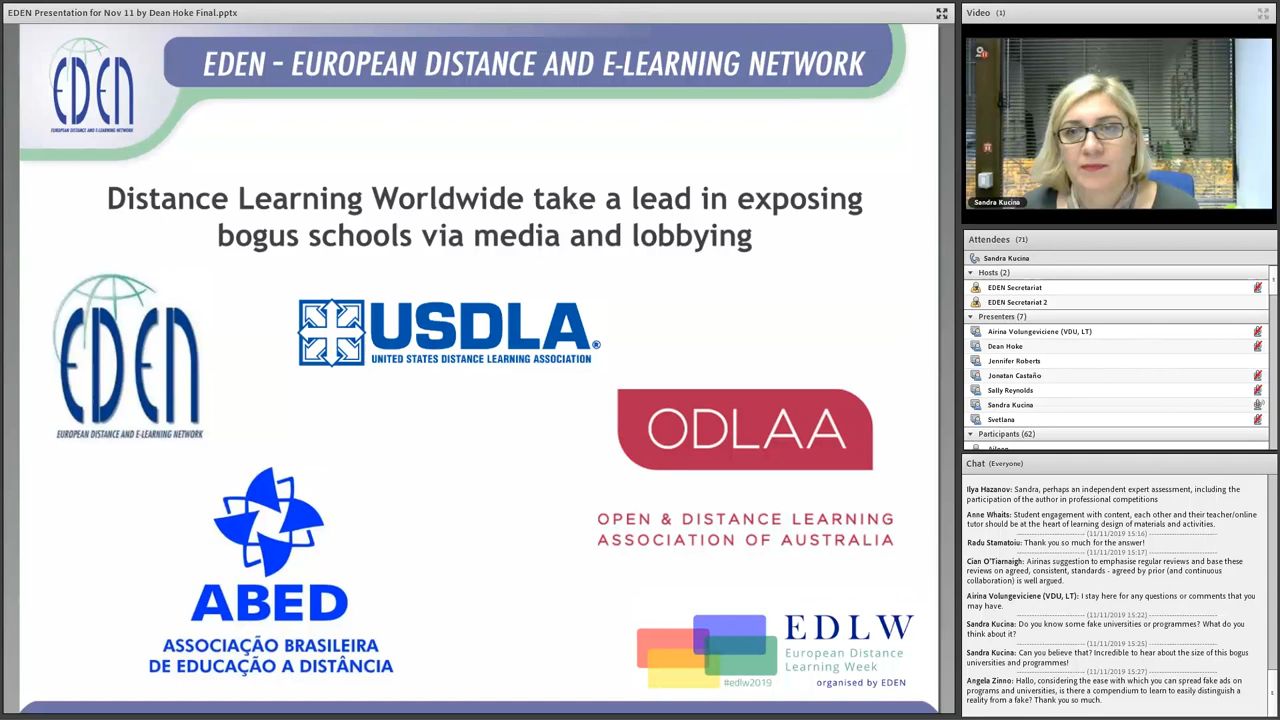 EDEN Presentation for Nov 11 by Dean Hoke Final.pptx
EDEN
EUROPEAN DISTANCE AND E-LEARNING NETWORK
EDEN - EUROPEAN DISTANCE AND E-LEARNING NETWORK
Distance Learning Worldwide take a lead in exposing
bogus schools via media and lobbying
EDEN
EUROPEAN DISTANCE AND E-LEARNING NETWORK
USDLA®
UNITED STATES DISTANCE LEARNING ASSOCIATION
ODLAA
OPEN & DISTANCE LEARNING
ASSOCIATION OF AUSTRALIA
ABED
ASSOCIAÇÃO BRASILEIRA
DE EDUCAÇÃO A DISTÂNCIA
EDLW
European Distance
Learning Week
#edlw2019
organised by EDEN
Video (1)
Sandra Kucina
Attendees (71)
Sandra Kucina
Hosts (2)
EDEN Secretariat
EDEN Secretariat 2
Presenters (7)
Airina Volungeviciene (VDU, LT)
Dean Hoke
Jennifer Roberts
Jonatan Castaño
Sally Reynolds
Sandra Kucina
Svetlana
Participants (62)
Chat (Everyone)
Ilya Hazanov: Sandra, perhaps an independent expert assessment, including the
participation of the author in professional competitions
Anne Whaits: Student engagement with content, each other and their teacher/online
tutor should be at the heart of learning design of materials and activities.
(11/11/2019 15:16)
Radu Stamatoiu: Thank you so much for the answer!
(11/11/2019 15:17)
Cian O'Tiarnaigh: Airinas suggestion to emphasise regular reviews and base these
reviews on agreed, consistent, standards - agreed by prior (and continuous
collaboration) is well argued.
Airina Volungeviciene (VDU, LT): I stay here for any questions or comments that you
may have.
(11/11/2019 15:22)
Sandra Kucina: Do you know some fake universities or programmes? What do you
think about it?
(11/11/2019 15:25)
Sandra Kucina: Can you believe that? Incredible to hear about the size of this bogus
universities and programmes!
(11/11/2019 15:27)
Angela Zinno: Hallo, considering the ease with which you can spread fake ads on
programs and universities, is there a compendium to learn to easily distinguish a
reality from a fake? Thank you so much.